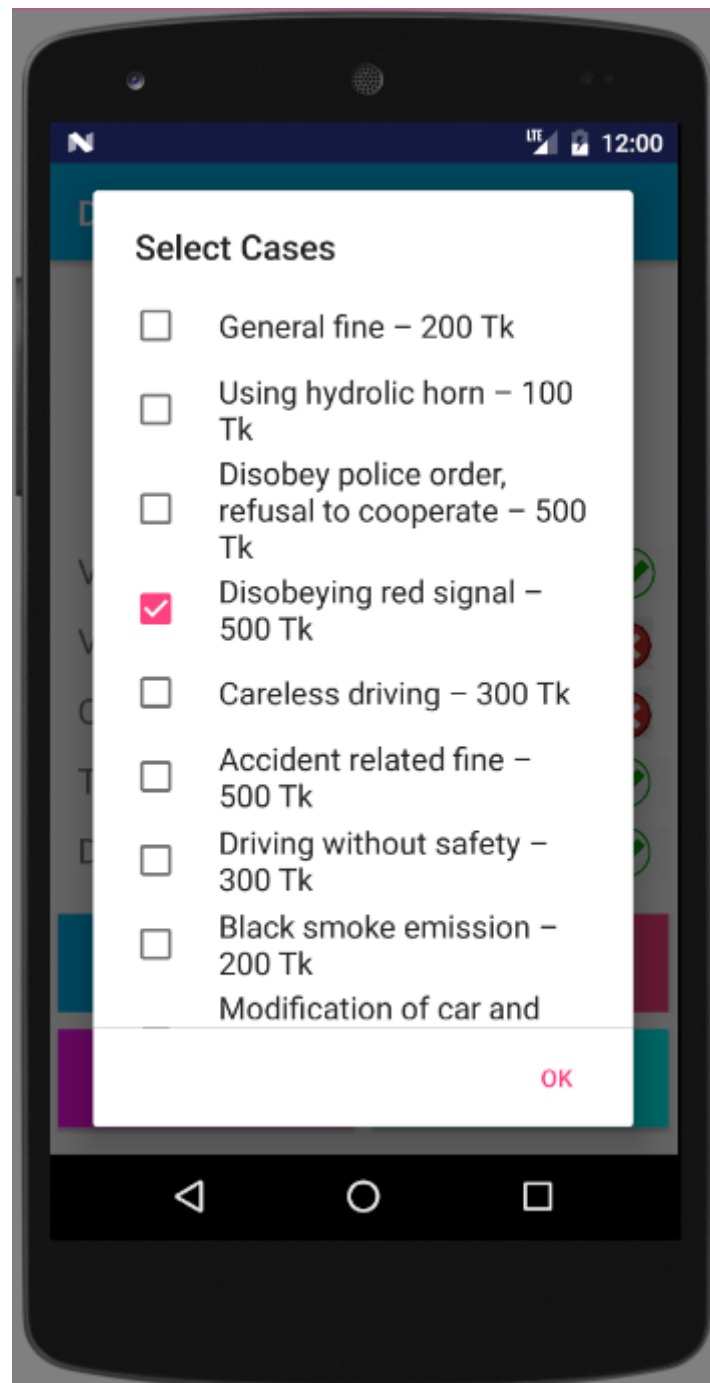 LTE 12:00
Select Cases
General fine – 200 Tk
Using hydrolic horn – 100
Tk
Disobey police order,
refusal to cooperate – 500
Tk
Disobeying red signal –
500 Tk
Careless driving – 300 Tk
Accident related fine –
500 Tk
Driving without safety –
300 Tk
Black smoke emission –
200 Tk
Modification of car and
OK